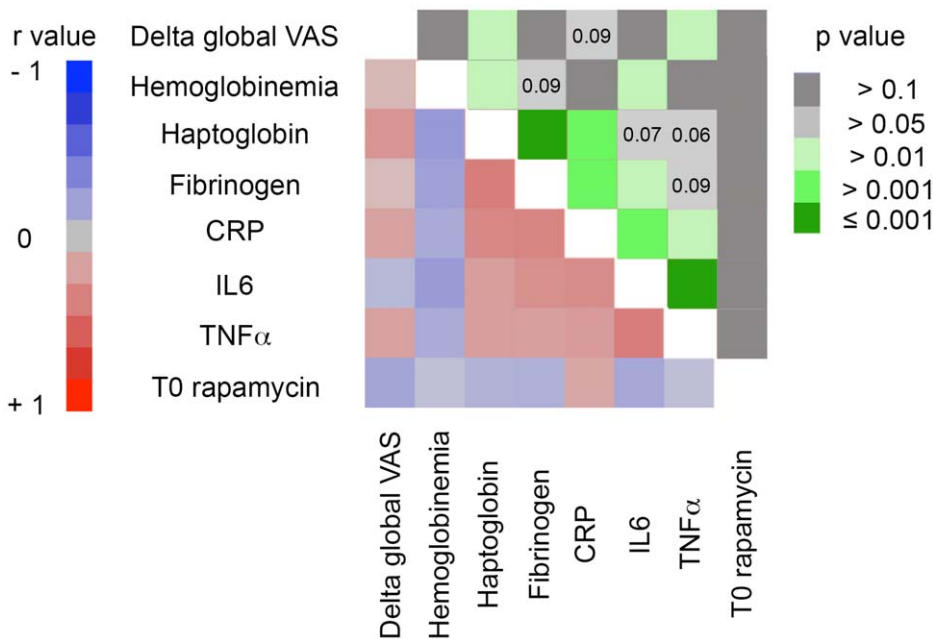 r value
- 1
0
+ 1
Delta global VAS
Hemoglobinemia
Haptoglobin
Fibrinogen
CRP
IL6
TNFα
T0 rapamycin
0.09
0.09
0.07 0.06
0.09
p value
> 0.1
> 0.05
> 0.01
> 0.001
≤ 0.001
Delta global VAS
Hemoglobinemia
Haptoglobin
Fibrinogen
CRP
IL6
TNFα
T0 rapamycin